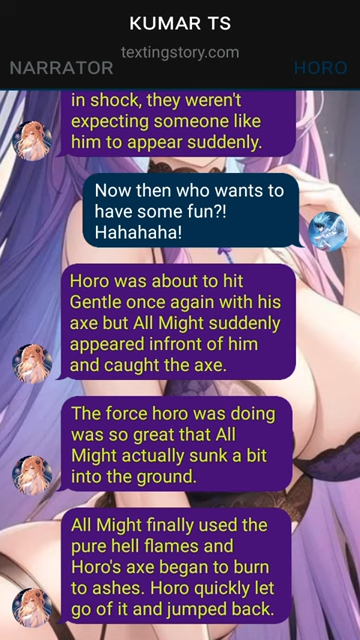 KUMAR TS
textingstory.com
NARRATOR
HORO
in shock, they weren't
expecting someone like
him to appear suddenly.
Now then who wants to
have some fun?!
Hahahaha!
Horo was about to hit
Gentle once again with his
axe but All Might suddenly
appeared infront of him
and caught the axe.
The force horo was doing
was so great that All
Might actually sunk a bit
into the ground.
All Might finally used the
pure hell flames and
Horo's axe began to burn
to ashes. Horo quickly let
go of it and jumped back.